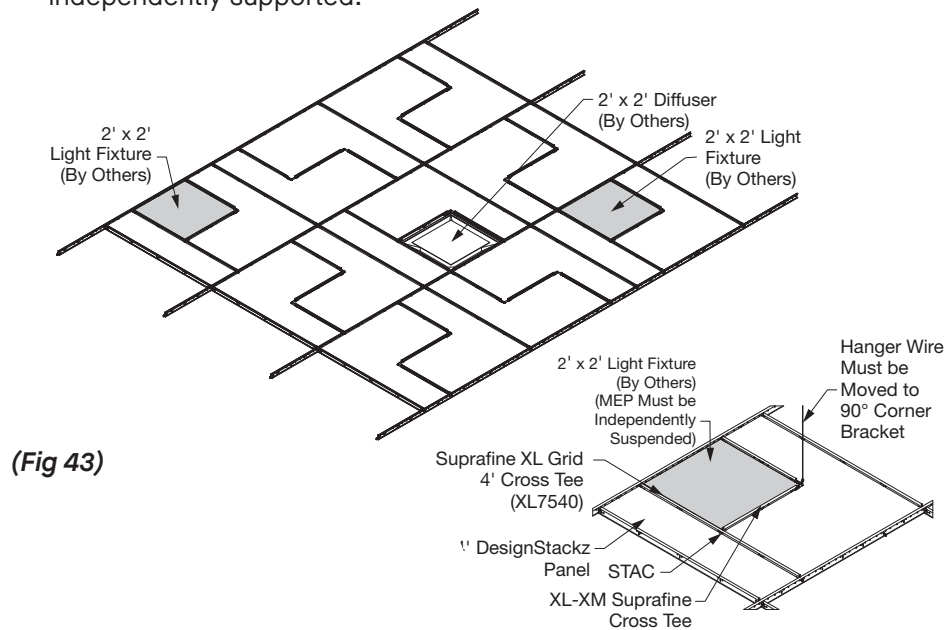 independently supported.
2' x 2' Diffuser
(By Others)
2' x 2'
Light Fixture
(By Others)
2' x 2' Light
Fixture
(By Others)
Hanger Wire
Must be
Moved to
90° Corner
Bracket
2' x 2' Light Fixture
(By Others)
(MEP Must be
Independently
Suspended)
(Fig 43)
Suprafine XL Grid
4' Cross Tee
(XL7540)
' DesignStackz
Panel
STAC
XL-XM Suprafine
Cross Tee